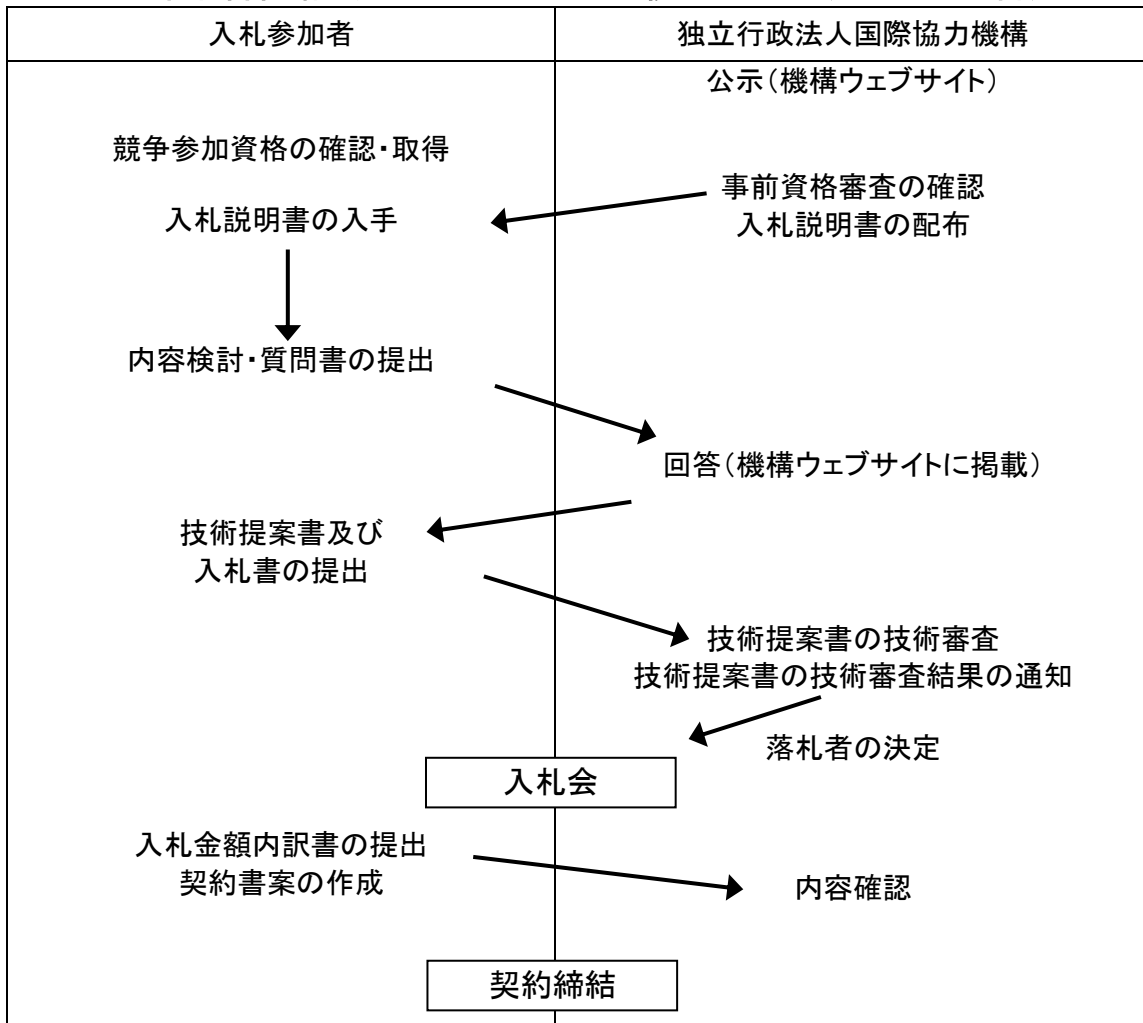 入札参加者
独立行政法人国際協力機構
公示(機構ウェブサイト)
競争参加資格の確認・取得
事前資格審査の確認
入札説明書の配布
入札説明書の入手
内容検討・質問書の提出
回答(機構ウェブサイトに掲載)
技術提案書及び
入札書の提出
技術提案書の技術審査
技術提案書の技術審査結果の通知
落札者の決定
入札会
入札金額内訳書の提出
契約書案の作成
内容確認
契約締結